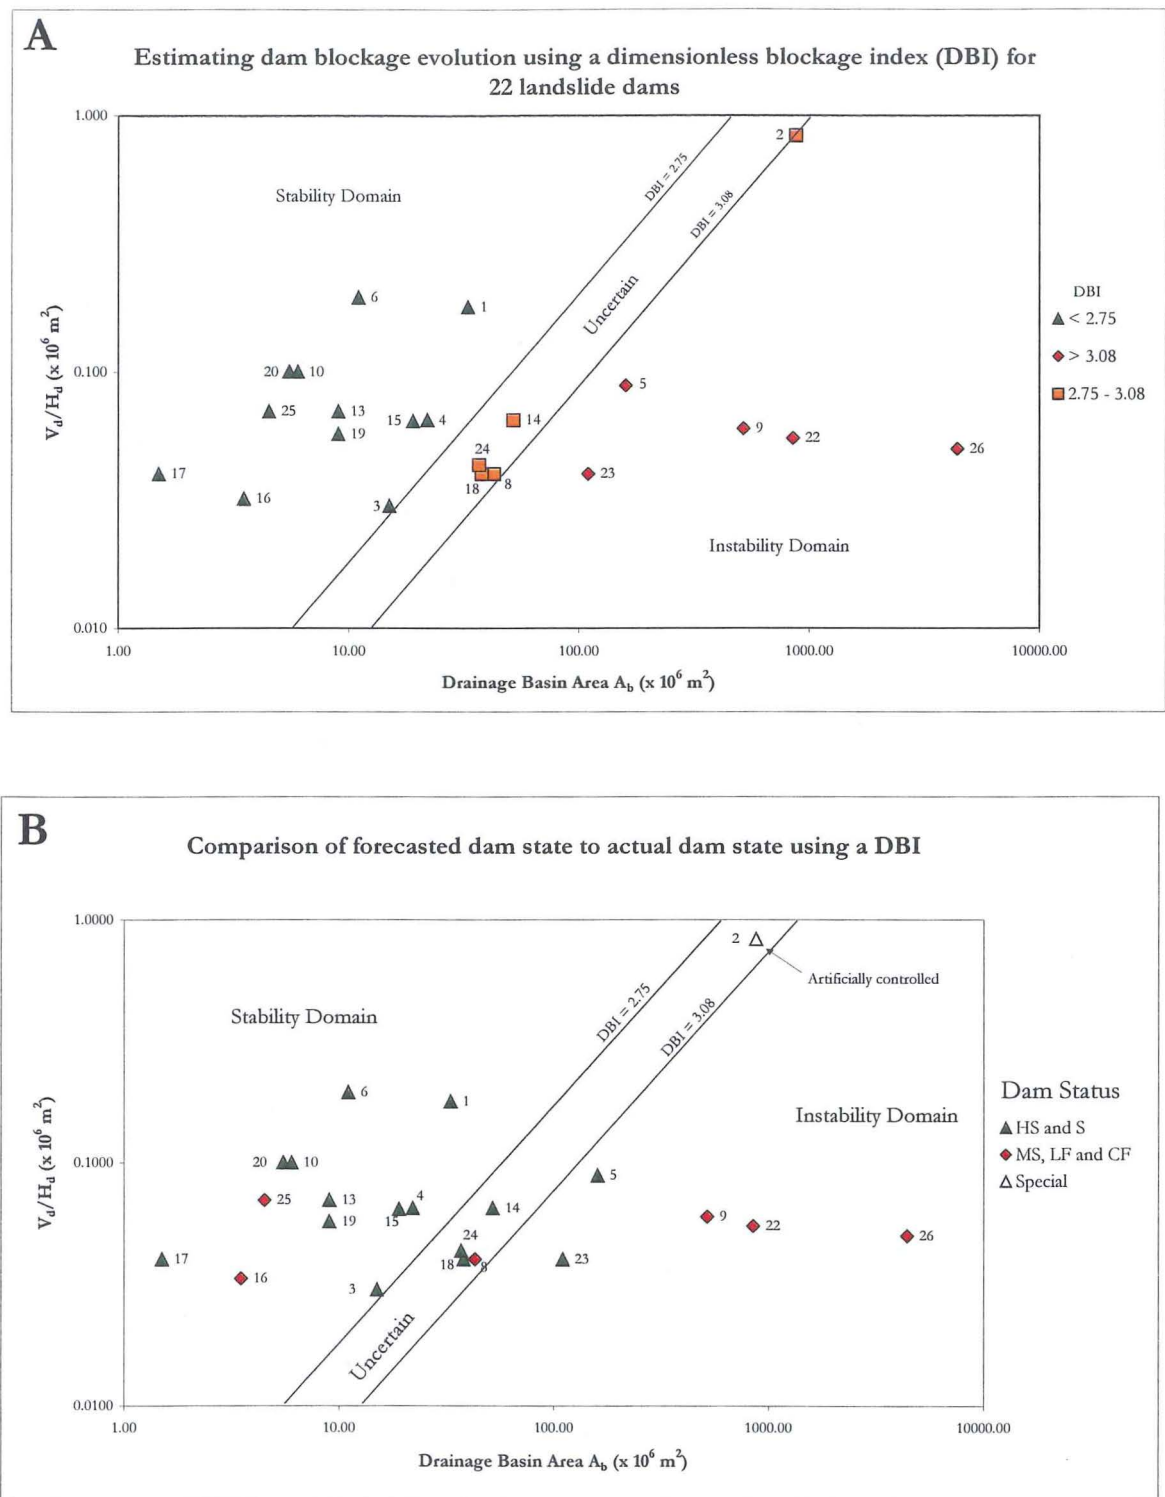 A
Estimating dam blockage evolution using a dimensionless blockage index (DBI) for
22 landslide dams
1.000
0.100
0.010
V_d/H_d (x 10^6 m^2)
Stability Domain
DBI = 2.75
DBI = 3.08
Uncertain
Instability Domain
2
6
1
20
10
5
25
13
15
4
14
19
9
22
26
24
17
18
8
23
16
3
DBI
< 2.75
> 3.08
2.75 - 3.08
1.00
10.00
100.00
1000.00
10000.00
Drainage Basin Area A_b (x 10^6 m^2)
B
Comparison of forecasted dam state to actual dam state using a DBI
1.0000
0.1000
0.0100
V_d/H_d (x 10^6 m^2)
2
Artificially controlled
Stability Domain
DBI = 2.75
DBI = 3.08
Instability Domain
Uncertain
6
1
20
10
5
25
13
4
15
14
19
9
22
26
24
17
18
8
23
16
3
Dam Status
HS and S
MS, LF and CF
Special
1.00
10.00
100.00
1000.00
10000.00
Drainage Basin Area A_b (x 10^6 m^2)